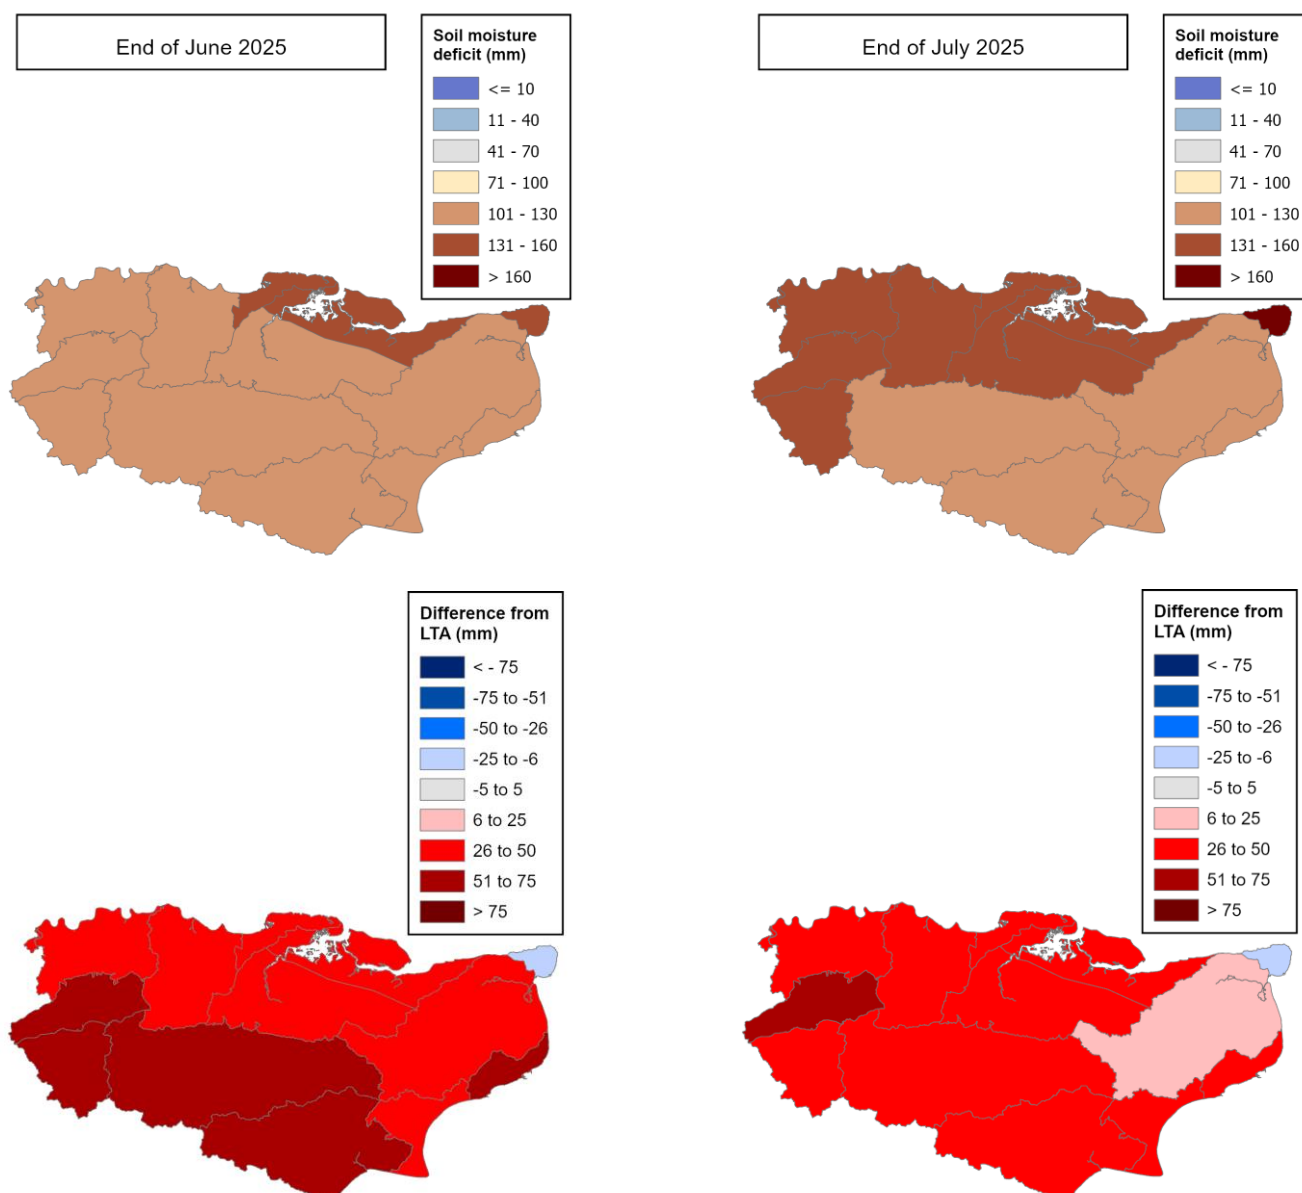 End of June 2025
Soil moisture
deficit (mm)
<= 10
11 - 40
41 - 70
71 - 100
101 - 130
131 - 160
> 160
End of July 2025
Soil moisture
deficit (mm)
<= 10
11 - 40
41 - 70
71 - 100
101 - 130
131 - 160
> 160
Difference from
LTA (mm)
< - 75
-75 to -51
-50 to -26
-25 to -6
-5 to 5
6 to 25
26 to 50
51 to 75
> 75
Difference from
LTA (mm)
< - 75
-75 to -51
-50 to -26
-25 to -6
-5 to 5
6 to 25
26 to 50
51 to 75
> 75